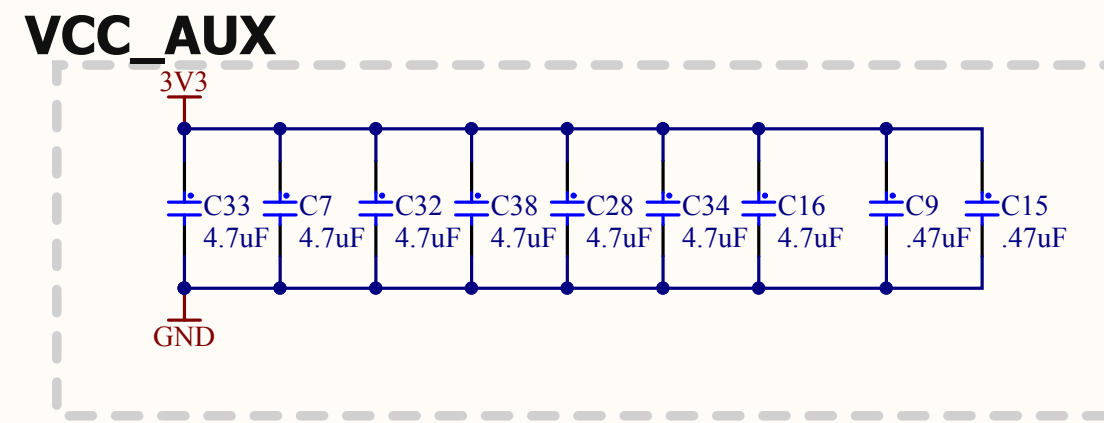 VCC_AUX
3V3
C33 C7 C32 C38 C28 C34 C16 C9 C15
4.7uF 4.7uF 4.7uF 4.7uF 4.7uF 4.7uF 4.7uF .47uF .47uF
GND